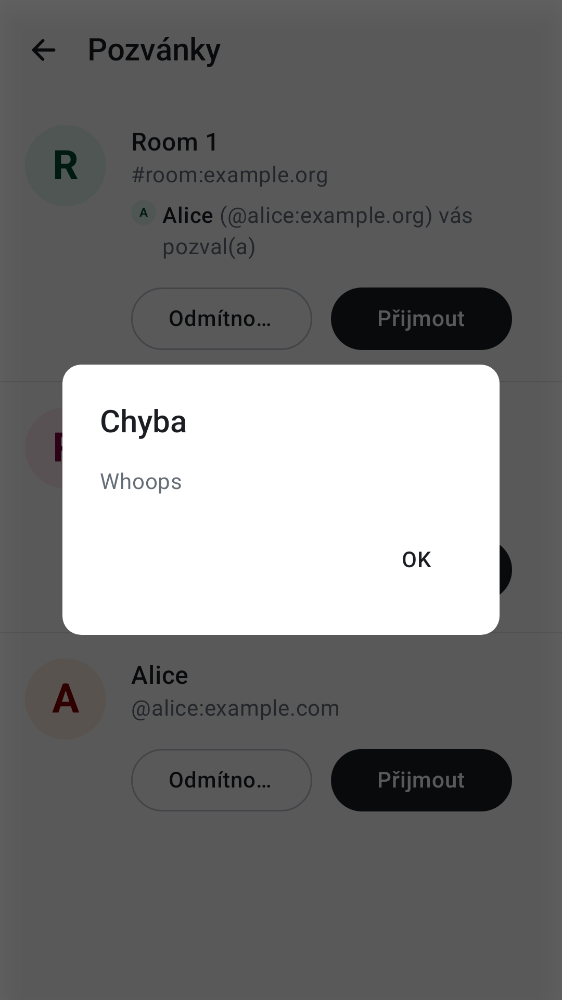 Pozvánky
R
Room 1
#room:example.org
A Alice (@alice:example.org) vás
pozval(a)
Odmítno…
Přijmout
Chyba
Whoops
OK
A
Alice
@alice:example.com
Odmítno…
Přijmout